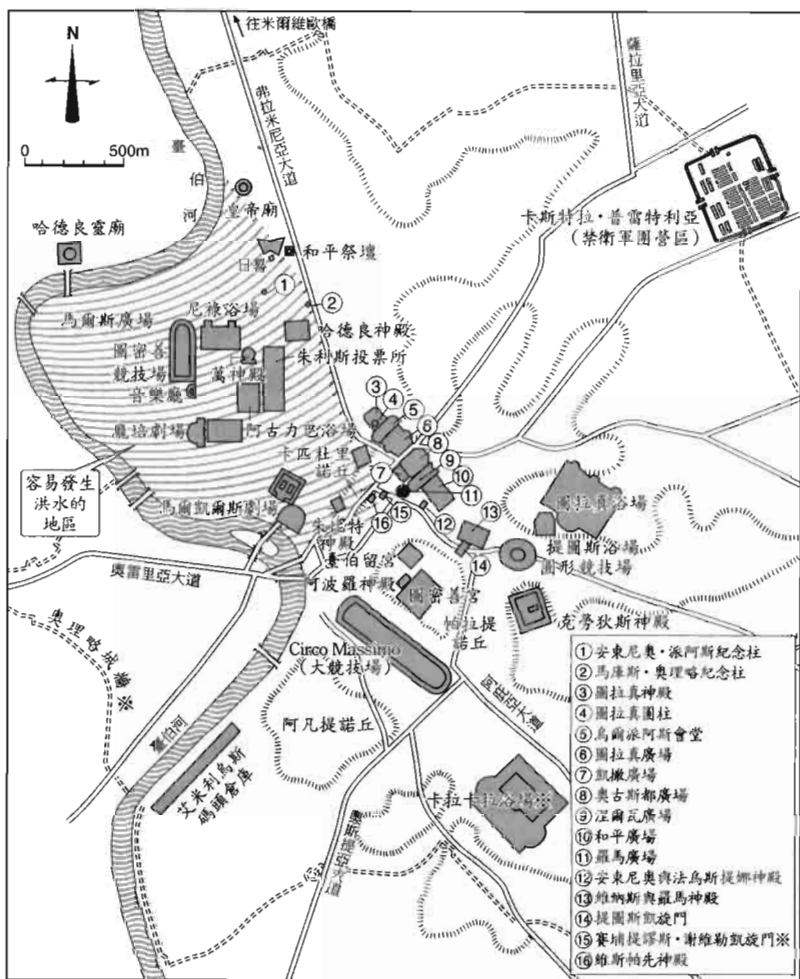 往米爾維歐橋
N
0 500m
弗拉米尼亞大道
薩拉里亞大道
臺伯河
皇帝廟
卡斯特拉·普雷特利亞
(禁衛軍團營區)
哈德良靈廟
日晷
和平祭壇
①
②
馬爾斯廣場
尼祿浴場
哈德良神殿
圖密善
競技場
朱利斯投票所
萬神殿
音樂廳
③
④
⑤
⑥
⑧
⑨
⑩
龐培劇場
阿古力巴浴場
卡匹杜里
諾丘
⑦
⑪
⑬
圖拉真浴場
容易發生
洪水的
地區
馬爾凱爾斯劇場
⑯
⑮
⑫
神殿
提圖斯浴場
圓形競技場
臺伯留宮
⑭
奧雷里亞大道
阿波羅神殿
圖密善宮
克勞狄斯神殿
帕拉提
諾丘
奧理略城牆※
Circo Massimo
(大競技場)
阿庇亞大道
阿凡提諾丘
臺伯河
艾米利烏斯
碼頭倉庫
卡拉卡拉浴場※
奧斯提亞大道
①安東尼奧·派阿斯紀念柱
②馬庫斯·奧理略紀念柱
③圖拉真神殿
④圖拉真圓柱
⑤烏爾派阿斯會堂
⑥圖拉真廣場
⑦凱撒廣場
⑧奧古斯都廣場
⑨涅爾瓦廣場
⑩和平廣場
⑪羅馬廣場
⑫安東尼奧與法烏斯提娜神殿
⑬維納斯與羅馬神殿
⑭提圖斯凱旋門
⑮賽埔提謬斯·謝維勒凱旋門※
⑯維斯帕先神殿